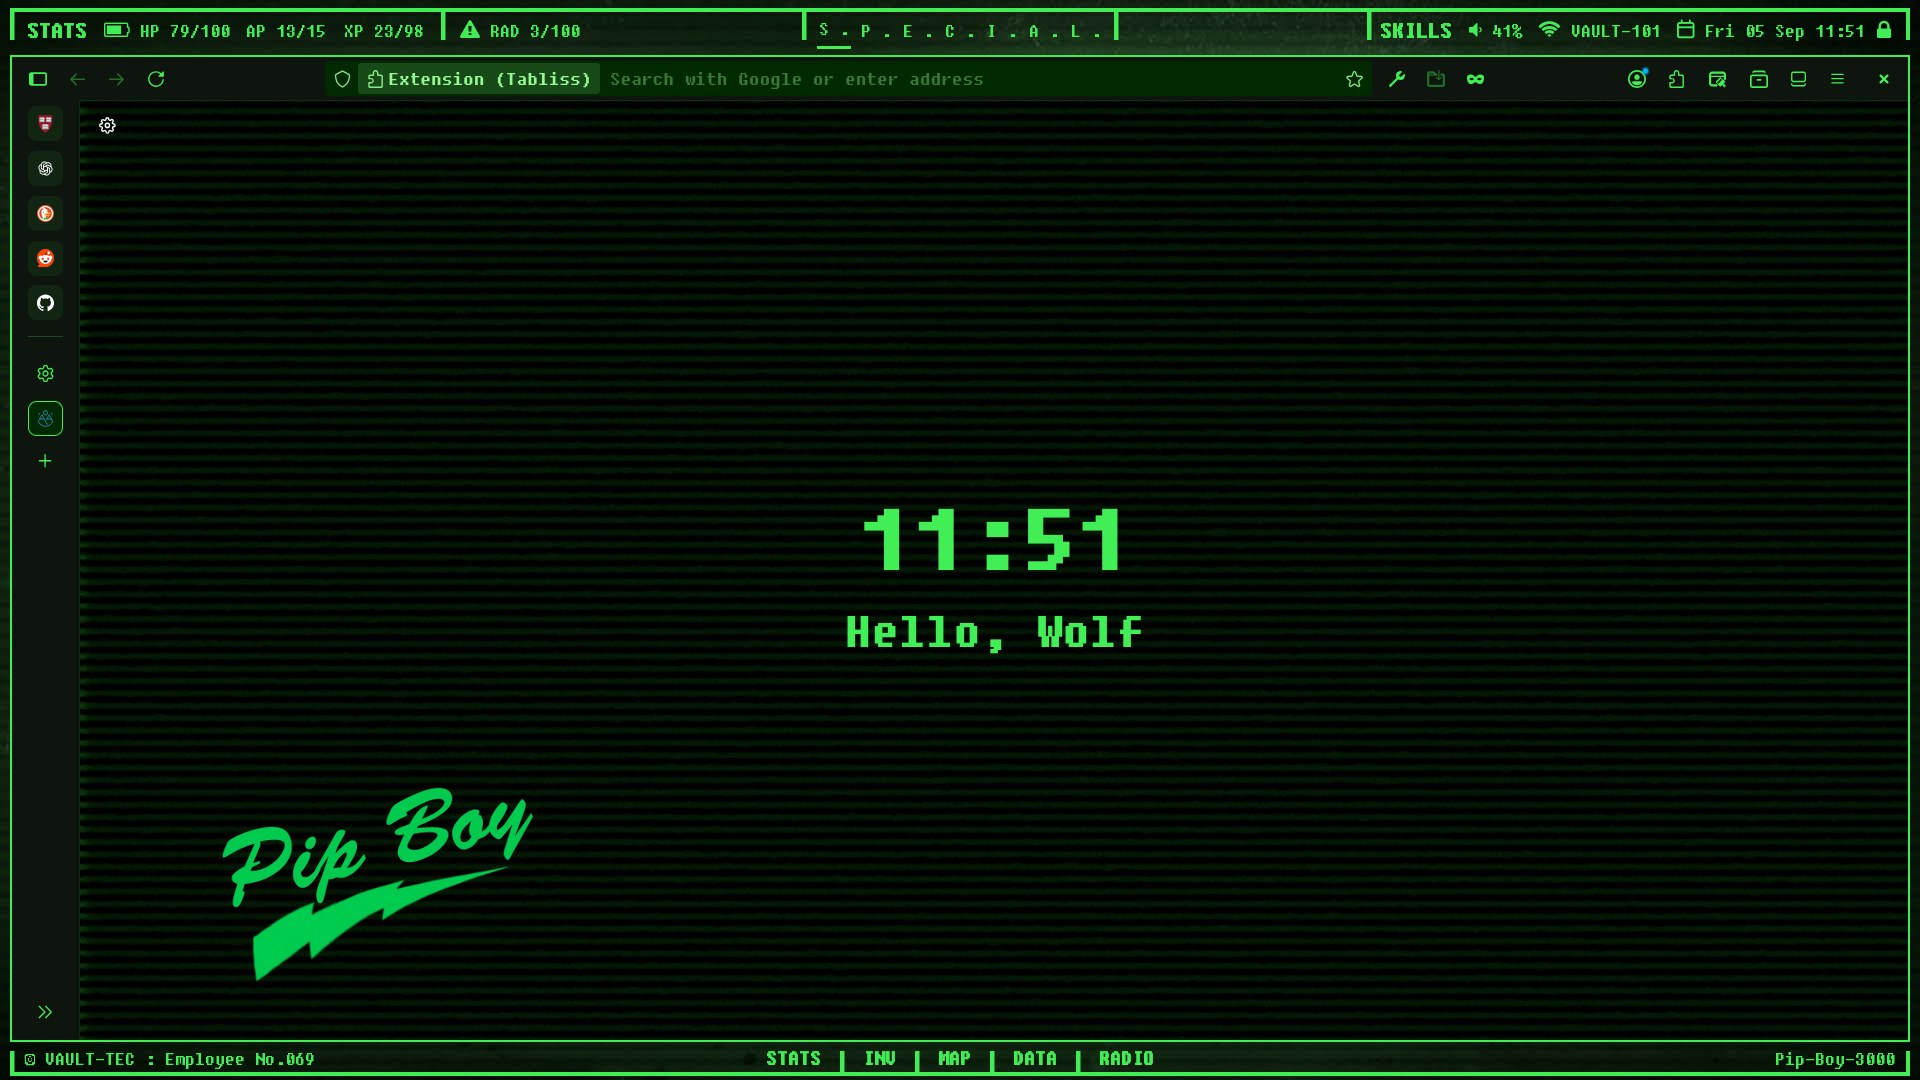 STATS HP 79/100 AP 13/15 XP 23/98 RAD 3/100 S . P . E . C . I . A . L . SKILLS 41% VAULT-101 Fri 05 Sep 11:51
Extension (Tabliss) Search with Google or enter address
11:51
Hello, Wolf
Pip Boy
VAULT-TEC : Employee No.069 STATS INV MAP DATA RADIO Pip-Boy-3000